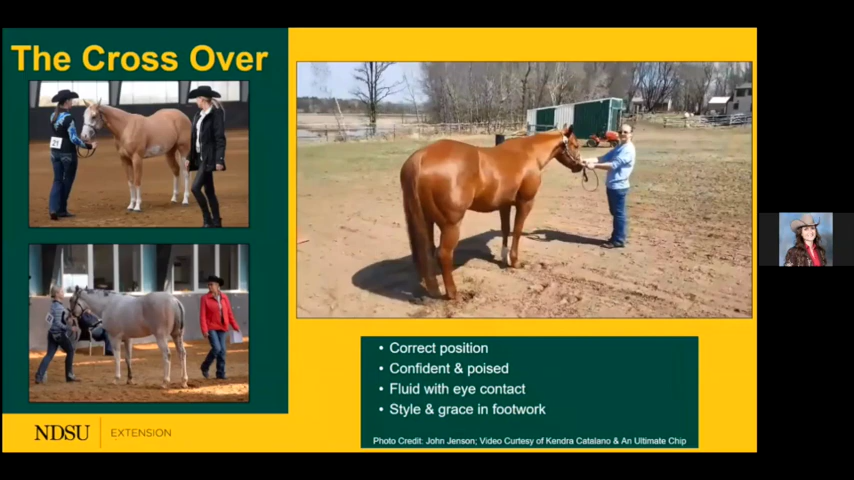 The Cross Over
21
Correct position
Confident & poised
Fluid with eye contact
Style & grace in footwork
Photo Credit: John Jenson; Video Curtesy of Kendra Catalano & An Ultimate Chip
NDSU EXTENSION